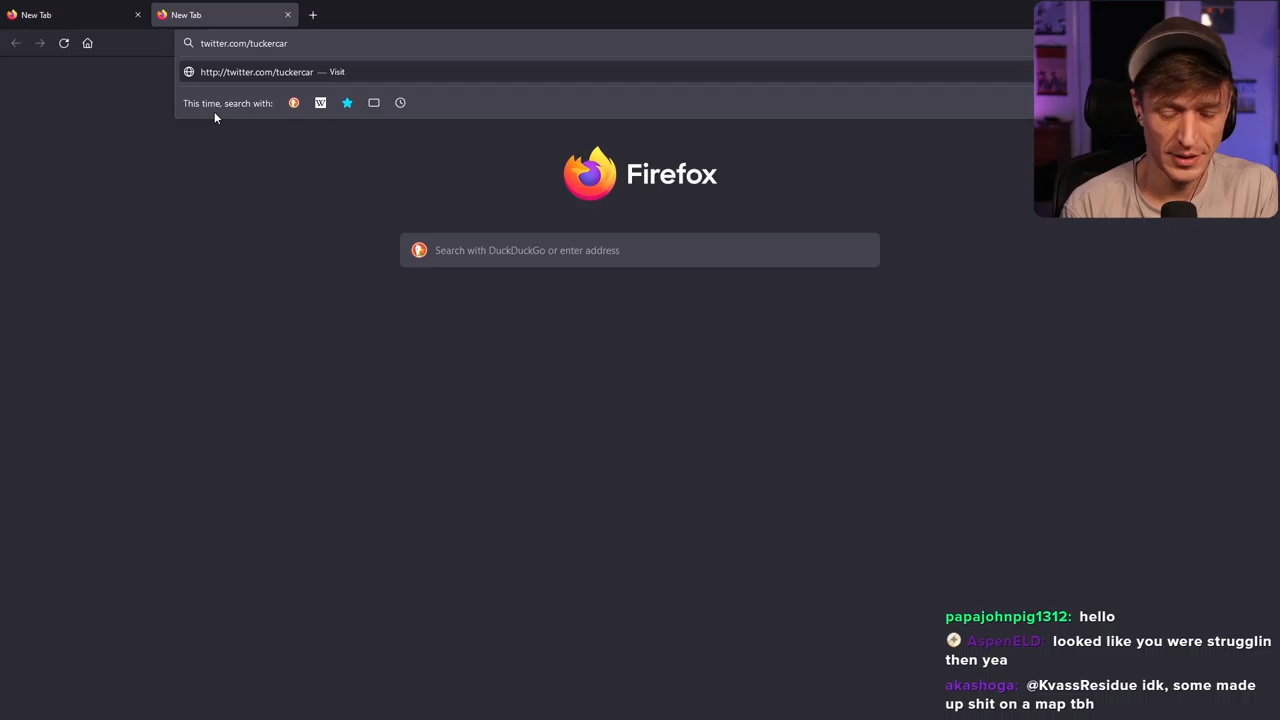 New Tab
New Tab
twitter.com/tuckercar
http://twitter.com/tuckercar — Visit
This time, search with:
W
Firefox
Search with DuckDuckGo or enter address
papajohnpig1312: hello
AspenELD: looked like you were strugglin
then yea
akashoga: @KvassResidue idk, some made
up shit on a map tbh